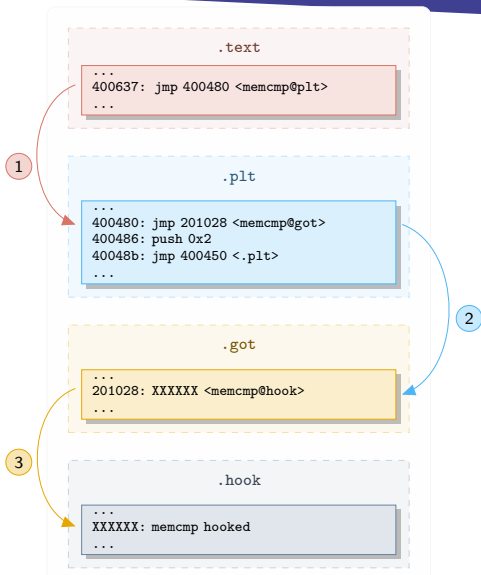 .text
...
400637: jmp 400480 <memcmp@plt>
...
1
.plt
...
400480: jmp 201028 <memcmp@got>
400486: push 0x2
40048b: jmp 400450 <.plt>
...
2
.got
...
201028: XXXXXX <memcmp@hook>
...
3
.hook
...
XXXXXX: memcmp hooked
...